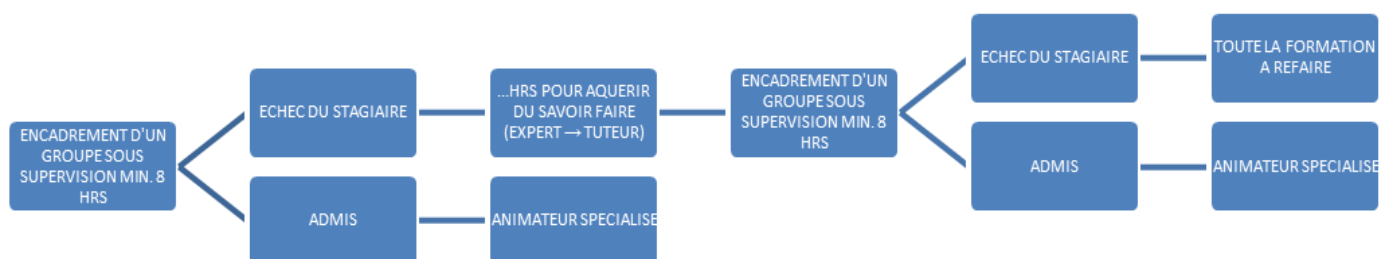 ENCADREMENT D'UN
GROUPE SOUS
SUPERVISION MIN. 8
HRS
ECHEC DU STAGIAIRE
...HRS POUR AQUERIR
DU SAVOIR FAIRE
(EXPERT → TUTEUR)
ENCADREMENT D'UN
GROUPE SOUS
SUPERVISION MIN. 8
HRS
ECHEC DU STAGIAIRE
TOUTE LA FORMATION
A REFAIRE
ADMIS
ANIMATEUR SPECIALISE
ADMIS
ANIMATEUR SPECIALISE